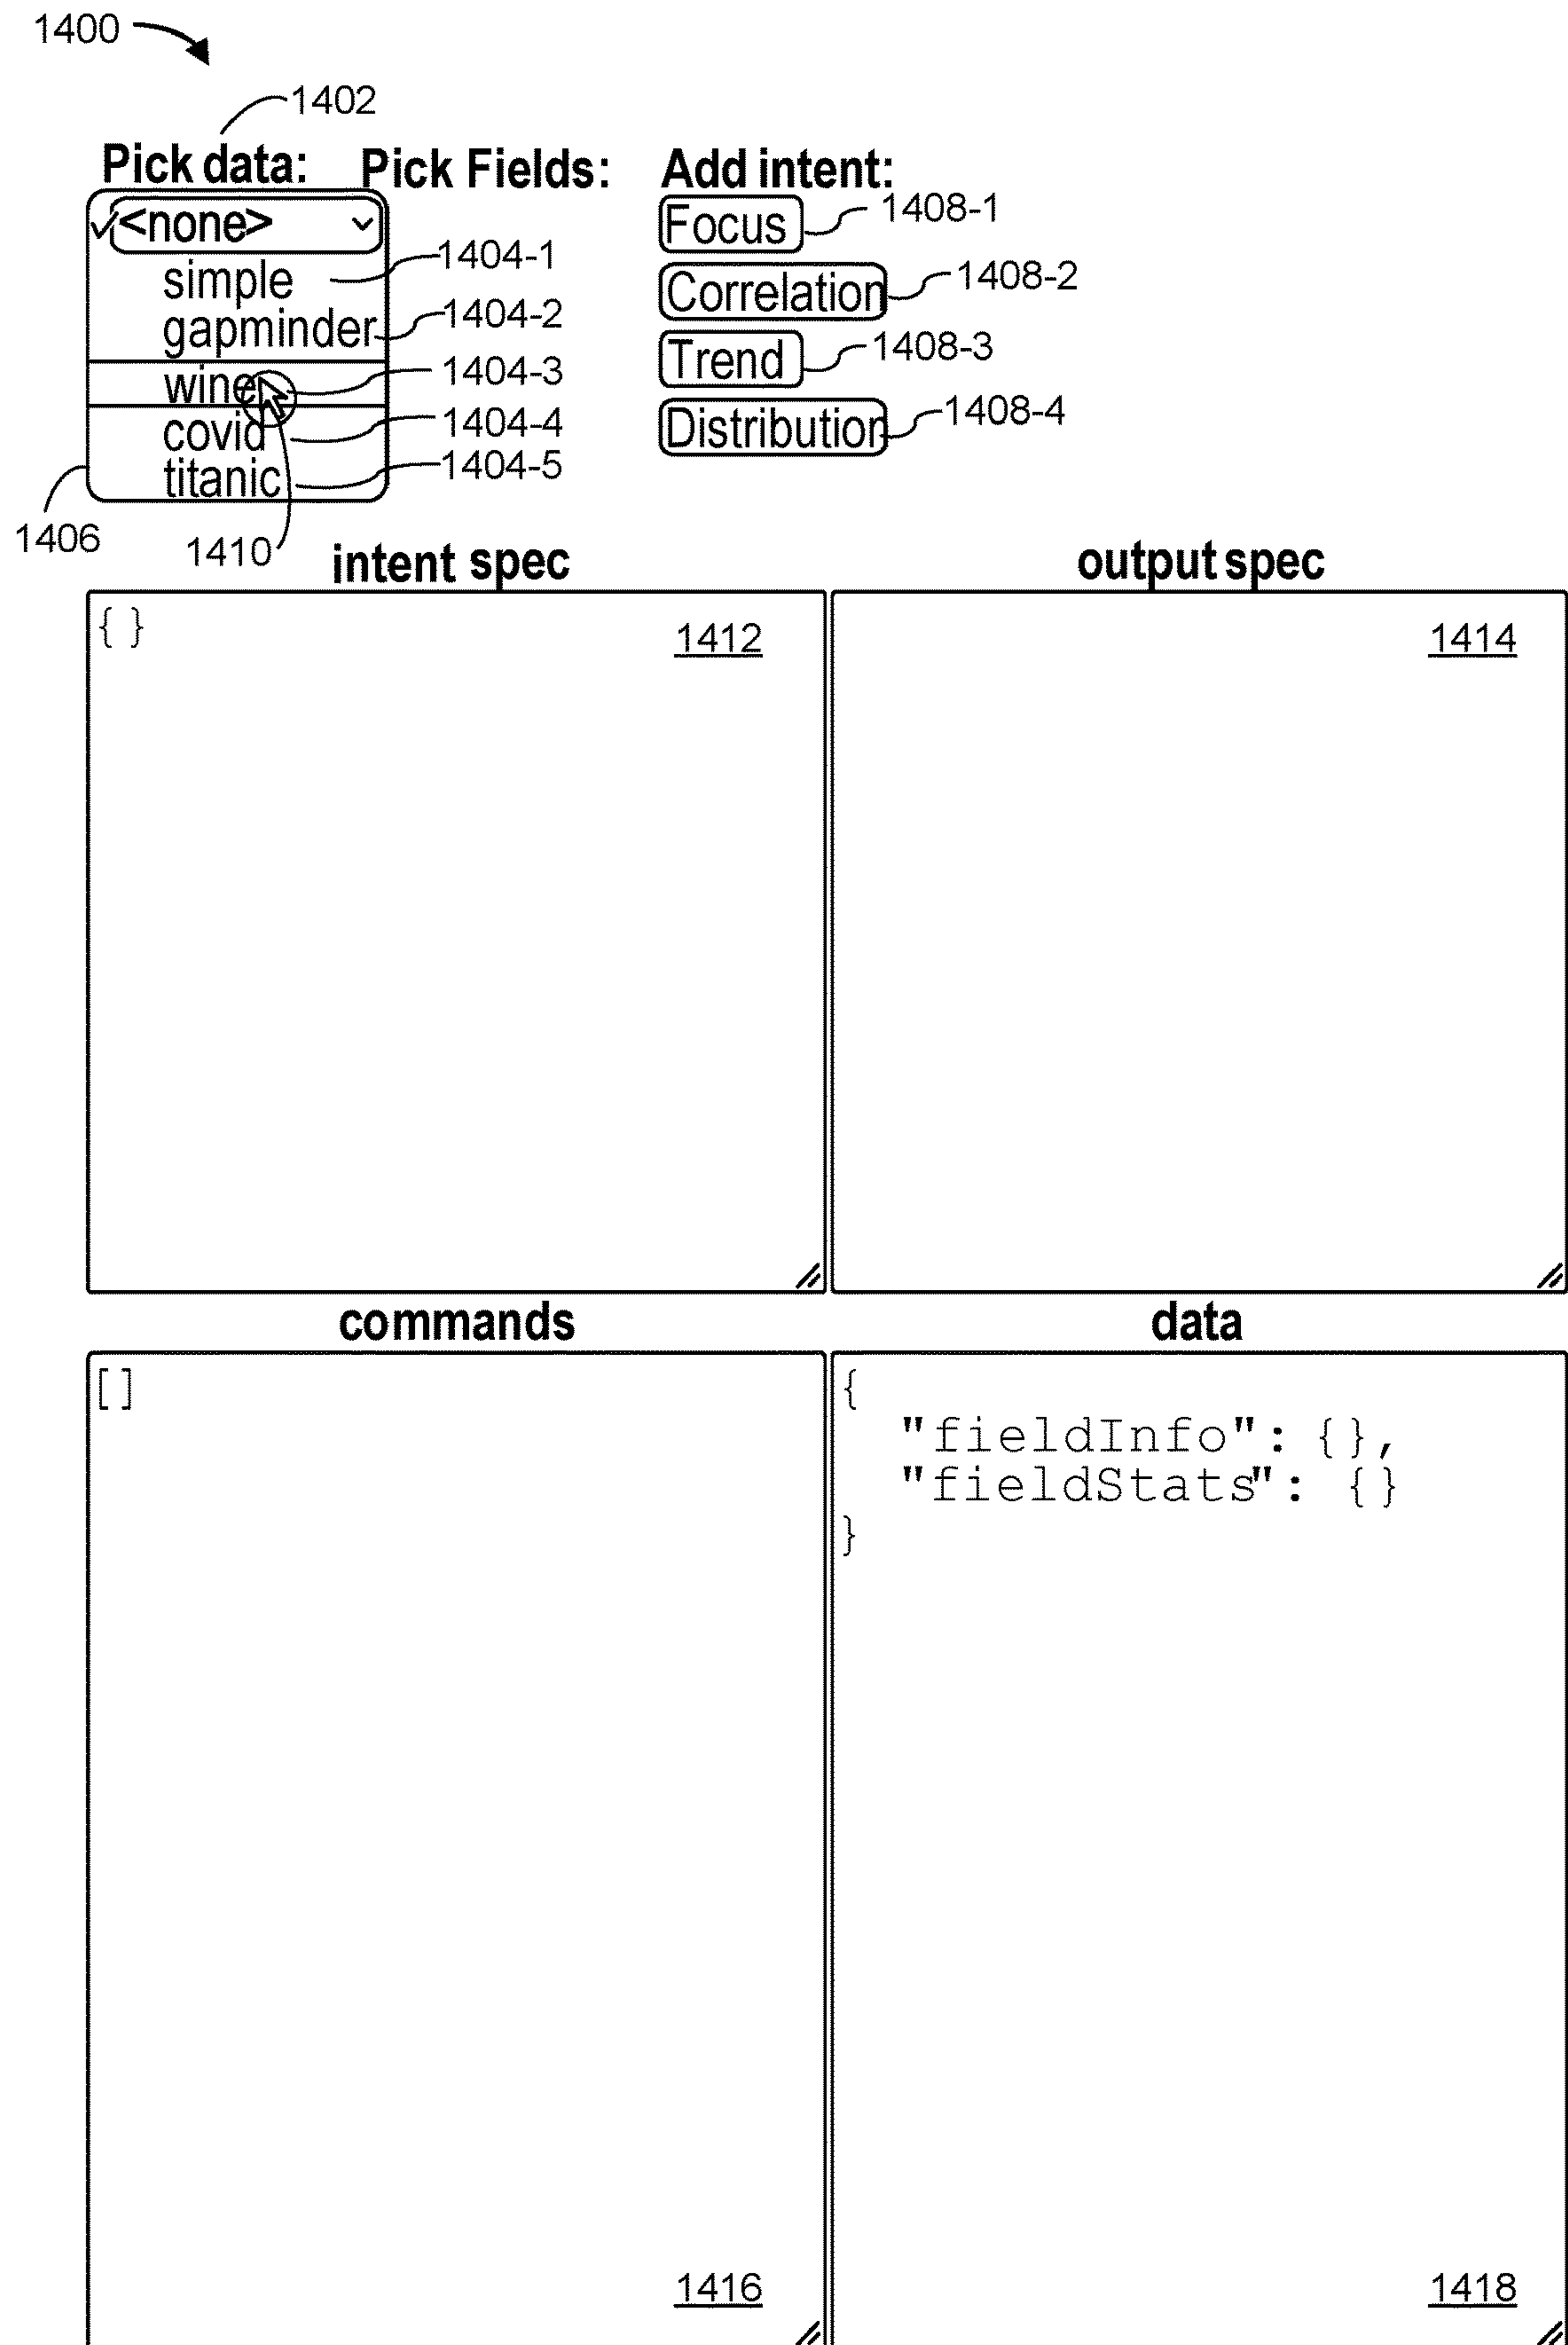 1400
1402
Pick data: Pick Fields: Add intent:
<none>
Focus 1408-1
simple 1404-1
Correlation 1408-2
gapminder 1404-2
Trend 1408-3
wine 1404-3
covid 1404-4
Distribution 1408-4
titanic 1404-5
1406
1410
intent spec output spec
{ } 1412
1414
commands data
[]
{
"fieldInfo": {},
"fieldStats": {}
}
1416
1418